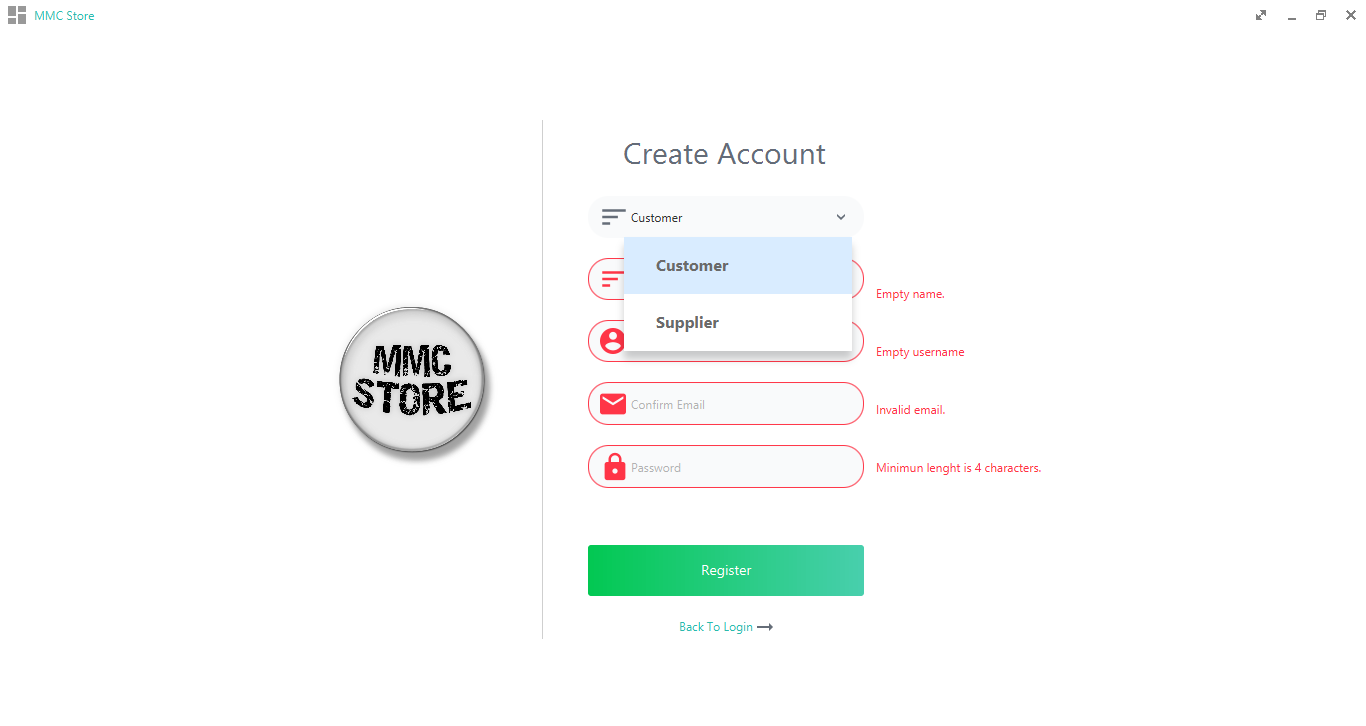 MMC Store
Create Account
Customer
Customer
Supplier
Empty name.
Empty username
MMC
STORE
Confirm Email
Invalid email.
Password
Minimun lenght is 4 characters.
Register
Back To Login